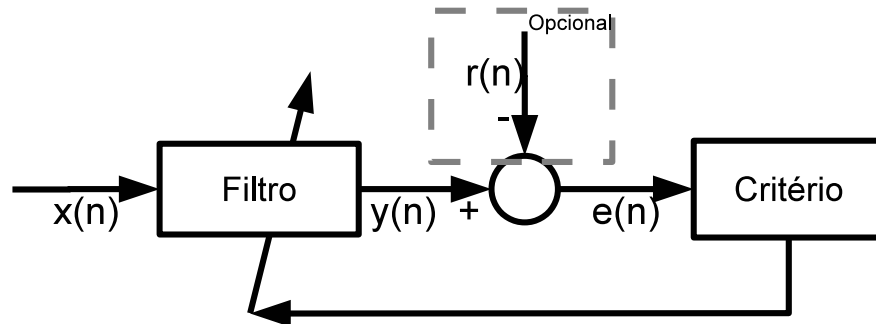 Opcional
r(n)
-
Filtro
Critério
x(n)
y(n)
+
e(n)